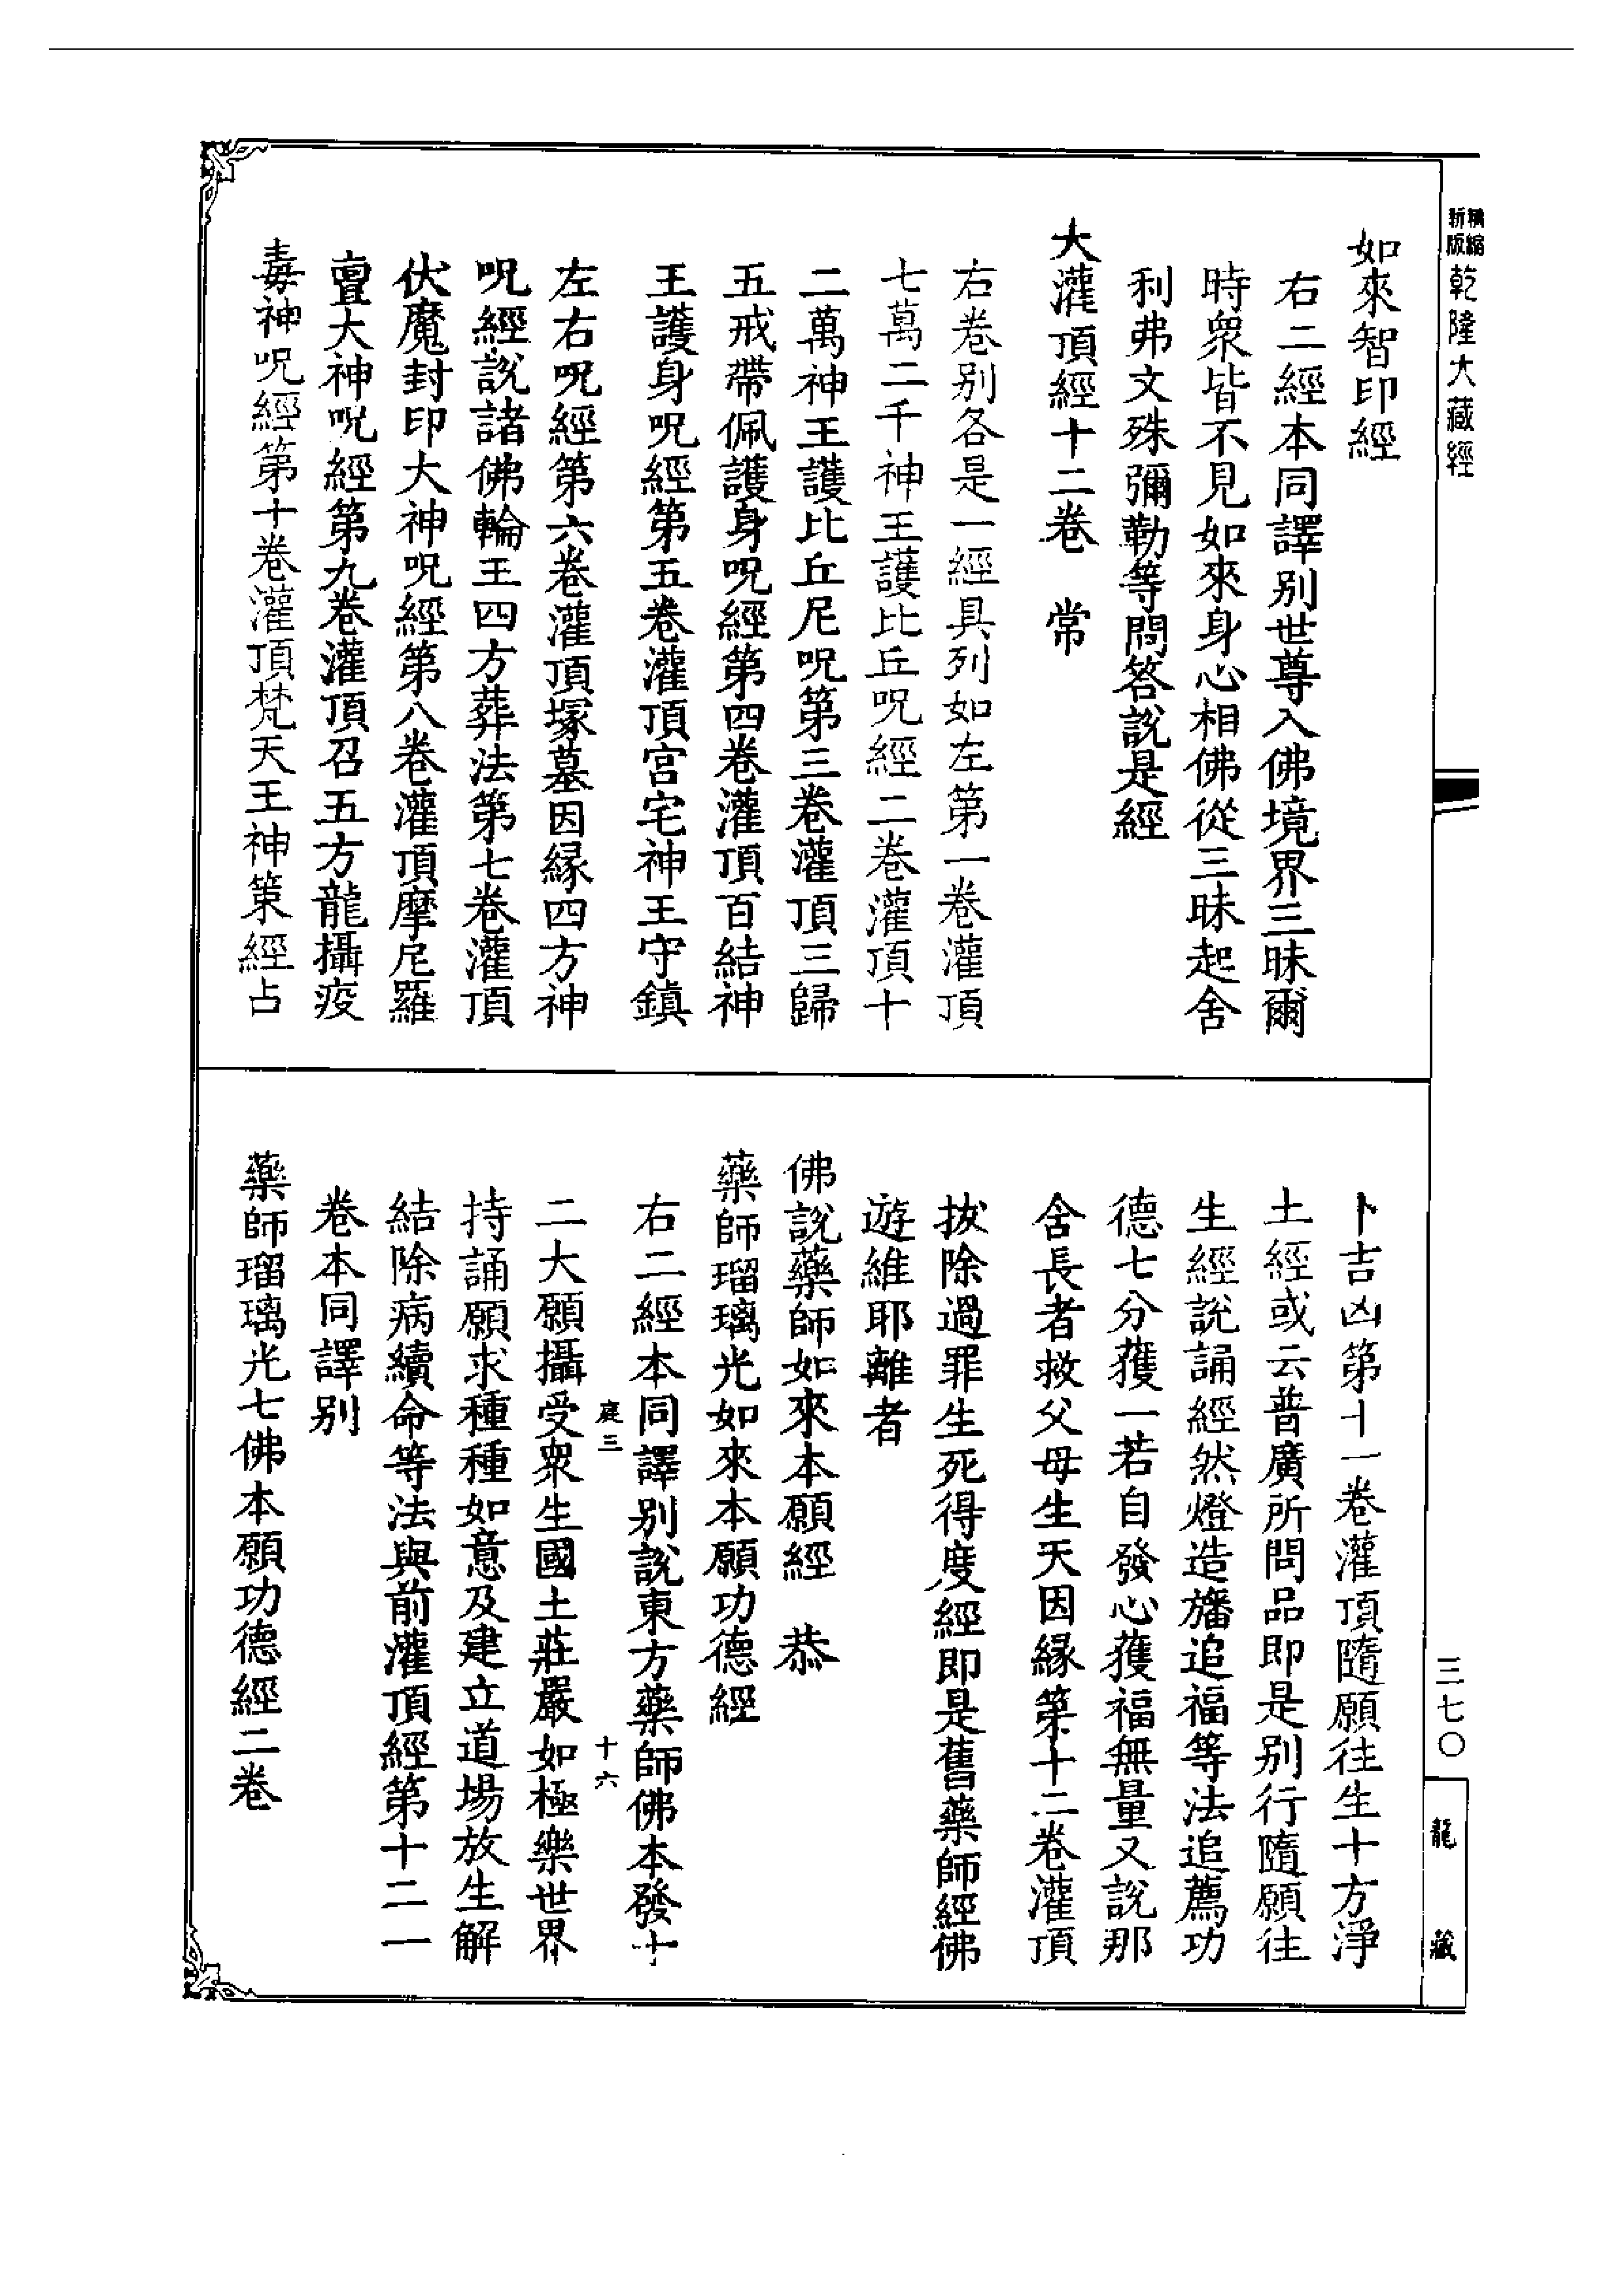 新版精縮乾隆大藏經
如來智印經
右二經本同譯別世尊入佛境界三昧爾
時衆皆不見如來身心相佛從三昧起舍
利弗文殊彌勒等問答說是經
大灌頂經十二卷　常
右卷別各是一經具列如左第一卷灌頂
七萬二千神王護比丘呪經二卷灌頂十
二萬神王護比丘尼呪第三卷灌頂三歸
五戒帶佩護身呪經第四卷灌頂百結神
王護身呪經第五卷灌頂宮宅神王守鎮
左右呪經第六卷灌頂塚墓因緣四方神
呪經說諸佛輪王四方葬法第七卷灌頂
伏魔封印大神呪經第八卷灌頂摩尼羅
亶大神呪經第九卷灌頂召五方龍攝疫
毒神呪經第十卷灌頂梵天王神策經占
卜吉凶第十一卷灌頂隨願往生十方淨
土經或云普廣所問品即是別行隨願往
生經說誦經然燈造旛追福等法追薦功
德七分獲一若自發心獲福無量又說那
舍長者救父母生天因緣第十二卷灌頂
拔除過罪生死得度經即是舊藥師經佛
遊維耶離者
佛說藥師如來本願經　恭
藥師瑠璃光如來本願功德經
右二經本同譯別說東方藥師佛本發十
庭三　十六
二大願攝受衆生國土莊嚴如極樂世界
持誦願求種種如意及建立道場放生解
結除病續命等法與前灌頂經第十二一
卷本同譯別
藥師瑠璃光七佛本願功德經二卷
三七〇
龍藏